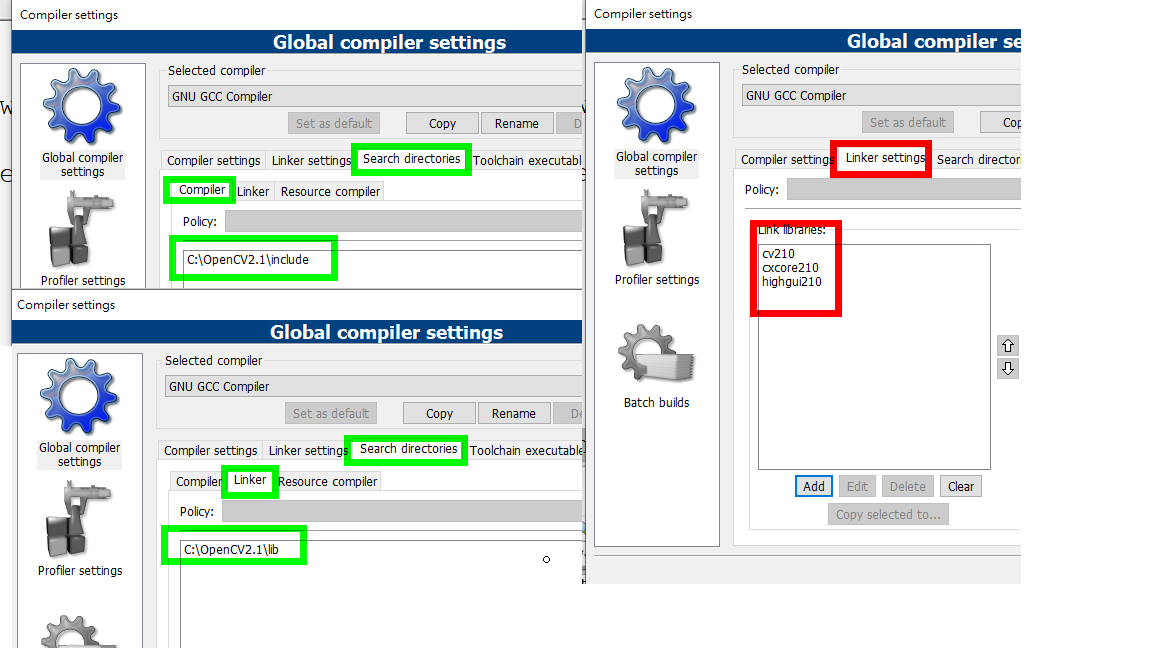 Compiler settings
Global compiler settings
Global compiler
settings
Profiler settings
Selected compiler
GNU GCC Compiler
Set as default
Copy
Rename
Compiler settings
Linker settings
Search directories
Toolchain executabl
Compiler
Linker
Resource compiler
Policy:
C:\OpenCV2.1\include
Compiler settings
Global compiler settings
Global compiler
settings
Profiler settings
Selected compiler
GNU GCC Compiler
Set as default
Copy
Rename
De
Compiler settings
Linker settings
Search directories
Toolchain executable
Compiler
Linker
Resource compiler
Policy:
C:\OpenCV2.1\lib
Compiler settings
Global compiler se
Global compiler
settings
Profiler settings
Batch builds
Selected compiler
GNU GCC Compiler
Set as default
Cop
Compiler settings
Linker settings
Search director
Policy:
Link libraries:
cv210
cxcore210
highgui210
Add
Edit
Delete
Clear
Copy selected to...